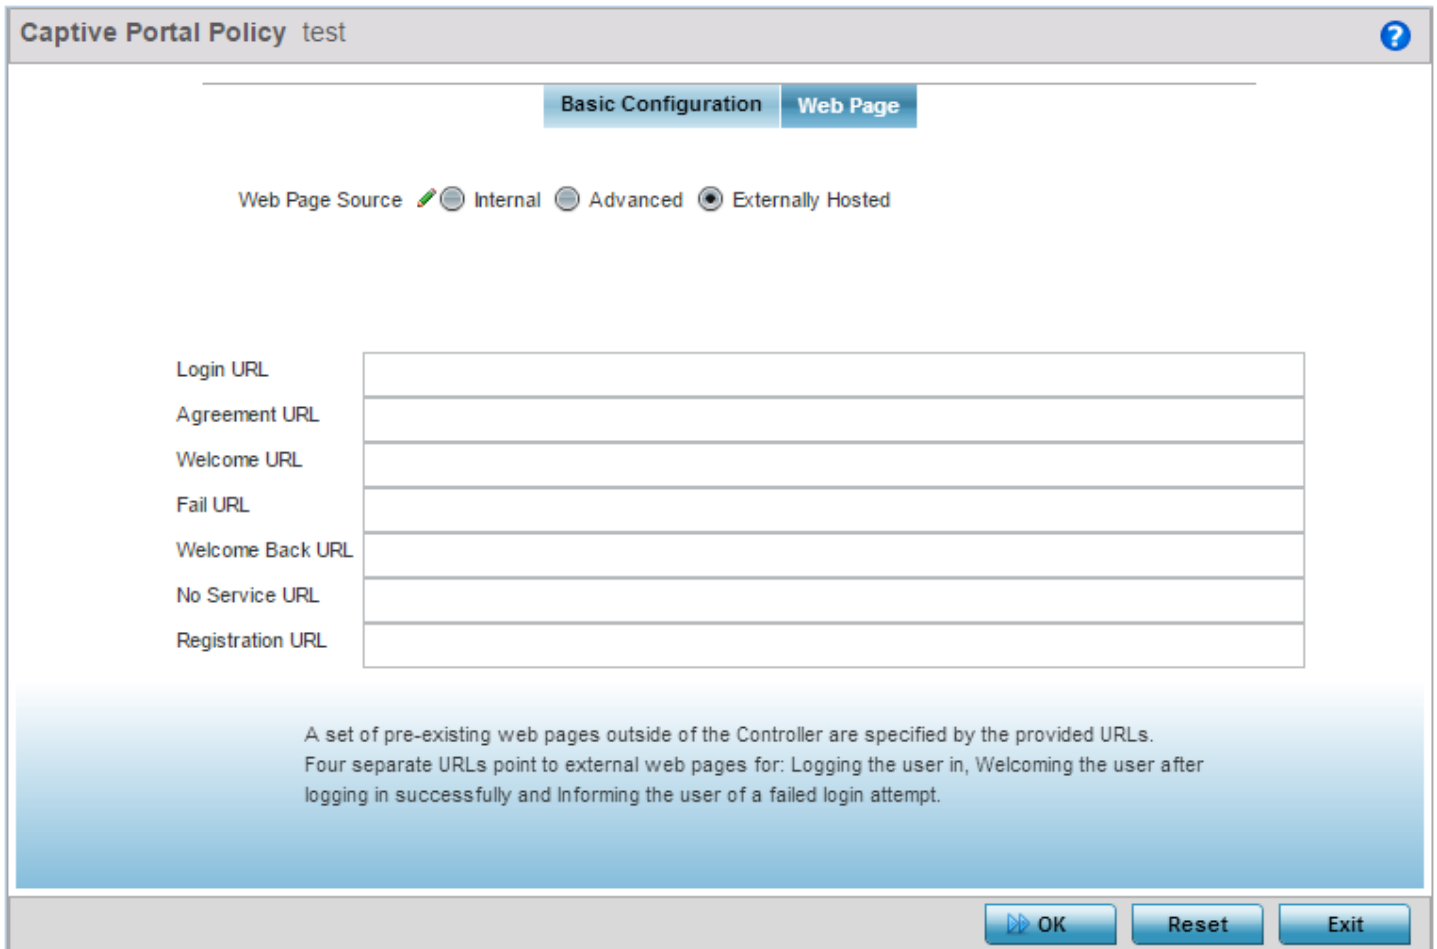 Captive Portal Policy test
?
Basic Configuration Web Page
Web Page Source Internal Advanced Externally Hosted
Login URL
Agreement URL
Welcome URL
Fail URL
Welcome Back URL
No Service URL
Registration URL
A set of pre-existing web pages outside of the Controller are specified by the provided URLs.
Four separate URLs point to external web pages for: Logging the user in, Welcoming the user after
logging in successfully and Informing the user of a failed login attempt.
OK Reset Exit